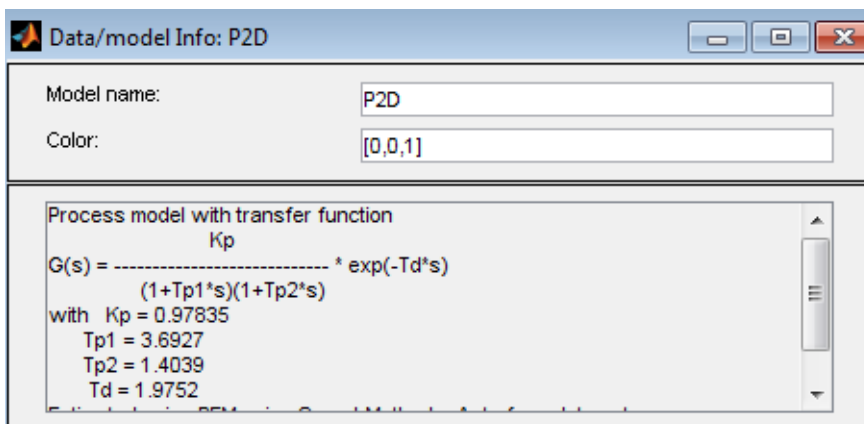 Data/model Info: P2D
Model name:
P2D
Color:
[0,0,1]
Process model with transfer function
Kp
G(s) = ---------------------------- * exp(-Td*s)
(1+Tp1*s)(1+Tp2*s)
with Kp = 0.97835
Tp1 = 3.6927
Tp2 = 1.4039
Td = 1.9752